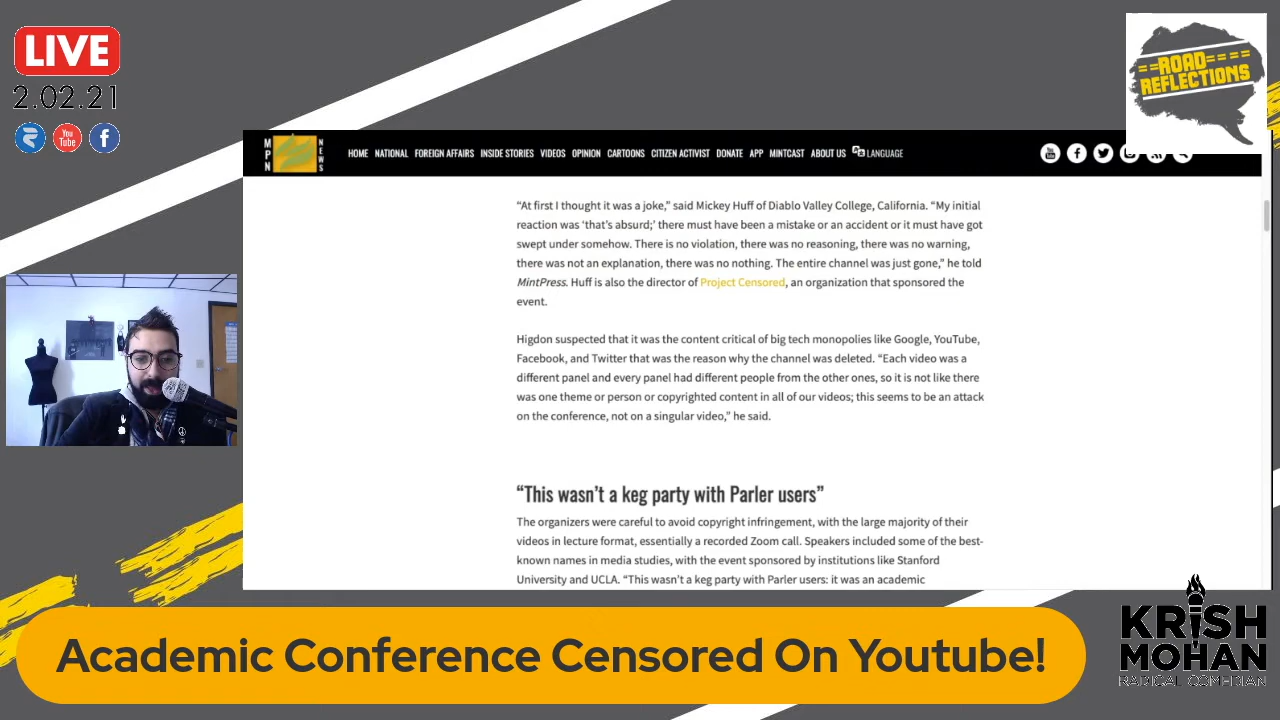 LIVE
2.02.21
You
Tube
ROAD
REFLECTIONS
MPN
NEWS
HOME NATIONAL FOREIGN AFFAIRS INSIDE STORIES VIDEOS OPINION CARTOONS CITIZEN ACTIVIST DONATE APP MINTCAST ABOUT US LANGUAGE
“At first I thought it was a joke,” said Mickey Huff of Diablo Valley College, California. “My initial
reaction was ‘that’s absurd;’ there must have been a mistake or an accident or it must have got
swept under somehow. There is no violation, there was no reasoning, there was no warning,
there was not an explanation, there was no nothing. The entire channel was just gone,” he told
MintPress. Huff is also the director of Project Censored, an organization that sponsored the
event.
Higdon suspected that it was the content critical of big tech monopolies like Google, YouTube,
Facebook, and Twitter that was the reason why the channel was deleted. “Each video was a
different panel and every panel had different people from the other ones, so it is not like there
was one theme or person or copyrighted content in all of our videos; this seems to be an attack
on the conference, not on a singular video,” he said.
“This wasn’t a keg party with Parler users”
The organizers were careful to avoid copyright infringement, with the large majority of their
videos in lecture format, essentially a recorded Zoom call. Speakers included some of the best-
known names in media studies, with the event sponsored by institutions like Stanford
University and UCLA. “This wasn’t a keg party with Parler users: it was an academic
Academic Conference Censored On Youtube!
KRISH
MOHAN
RADICAL COMEDIAN